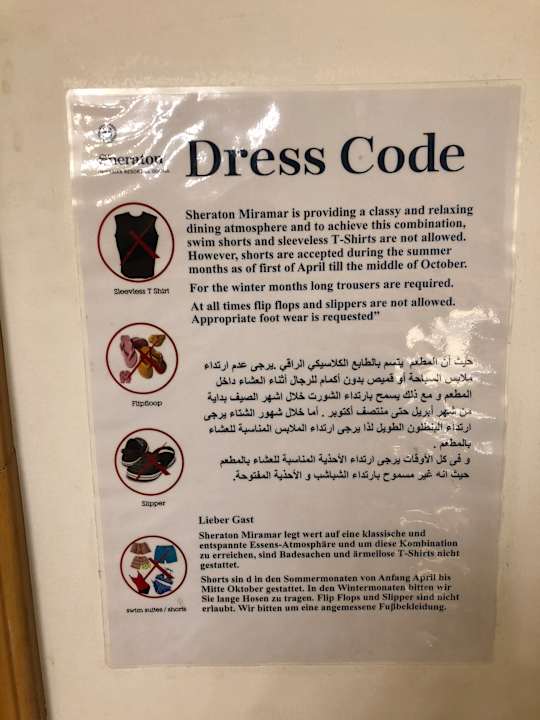 Sheraton
Dress Code
Sheraton Miramar is providing a classy and relaxing
dining atmosphere and to achieve this combination,
swim shorts and sleeveless T-Shirts are not allowed.
However, shorts are accepted during the summer
months as of first of April till the middle of October.
For the winter months long trousers are required.
At all times flip flops and slippers are not allowed.
Appropriate foot wear is requested”
Sleevless T Shirt
Flipfloop
Slipper
swim suites / shorts
حيث أن المطعم يتسم بالطابع الكلاسيكي الراقي .يرجى عدم ارتداء
ملابس السباحة أو قميص بدون أكمام للرجال أثناء العشاء داخل
المطعم و مع ذلك يسمح بارتداء الشورت خلال اشهر الصيف بداية
من شهر أبريل حتى منتصف أكتوبر . أما خلال شهور الشتاء يرجى
ارتداء البنطلون الطويل لذا يرجى ارتداء الملابس المناسبة للعشاء
بالمطعم .
و فى كل الأوقات يرجى ارتداء الأحذية المناسبة للعشاء بالمطعم
حيث انه غير مسموح بارتداء الشباشب و الأحذية المفتوحة.
Lieber Gast
Sheraton Miramar legt wert auf eine klassische und
entspannte Essens-Atmosphäre und um diese Kombination
zu erreichen, sind Badesachen und ärmellose T-Shirts nicht
gestattet.
Shorts sin d in den Sommermonaten von Anfang April bis
Mitte Oktober gestattet. In den Wintermonaten bitten wir
Sie lange Hosen zu tragen. Flip Flops und Slipper sind nicht
erlaubt. Wir bitten um eine angemessene Fußbekleidung.